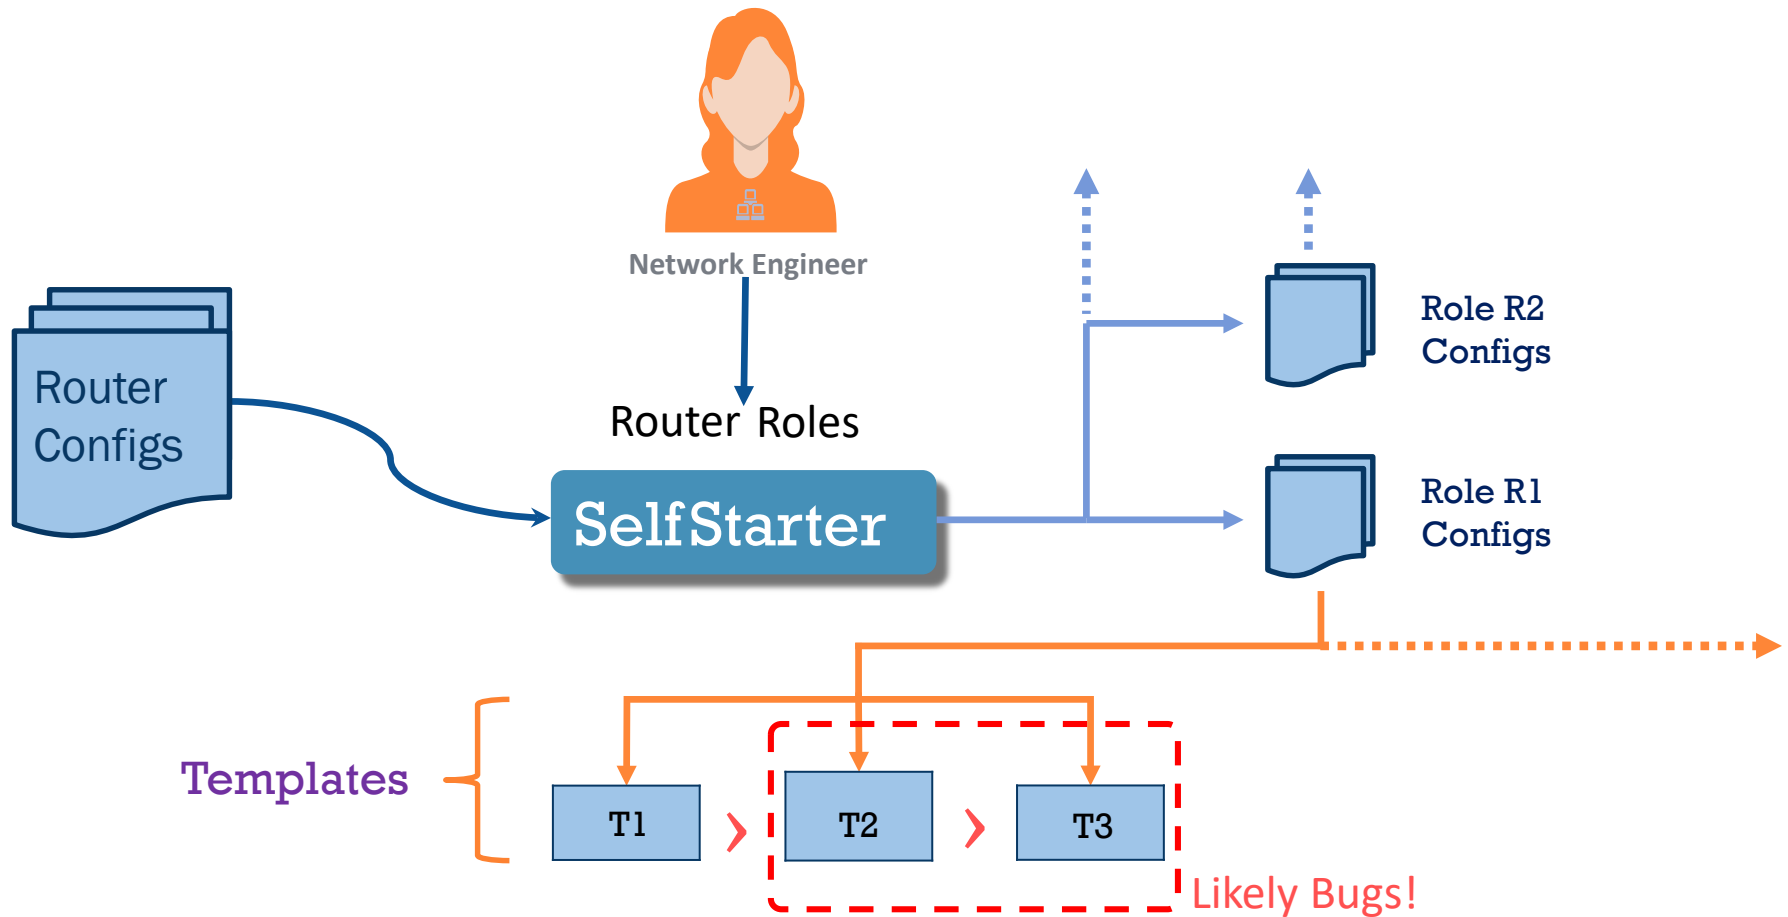 Network Engineer
Router Roles
Router
Configs
SelfStarter
Role R2
Configs
Role R1
Configs
Templates
T1 > T2 > T3
Likely Bugs!